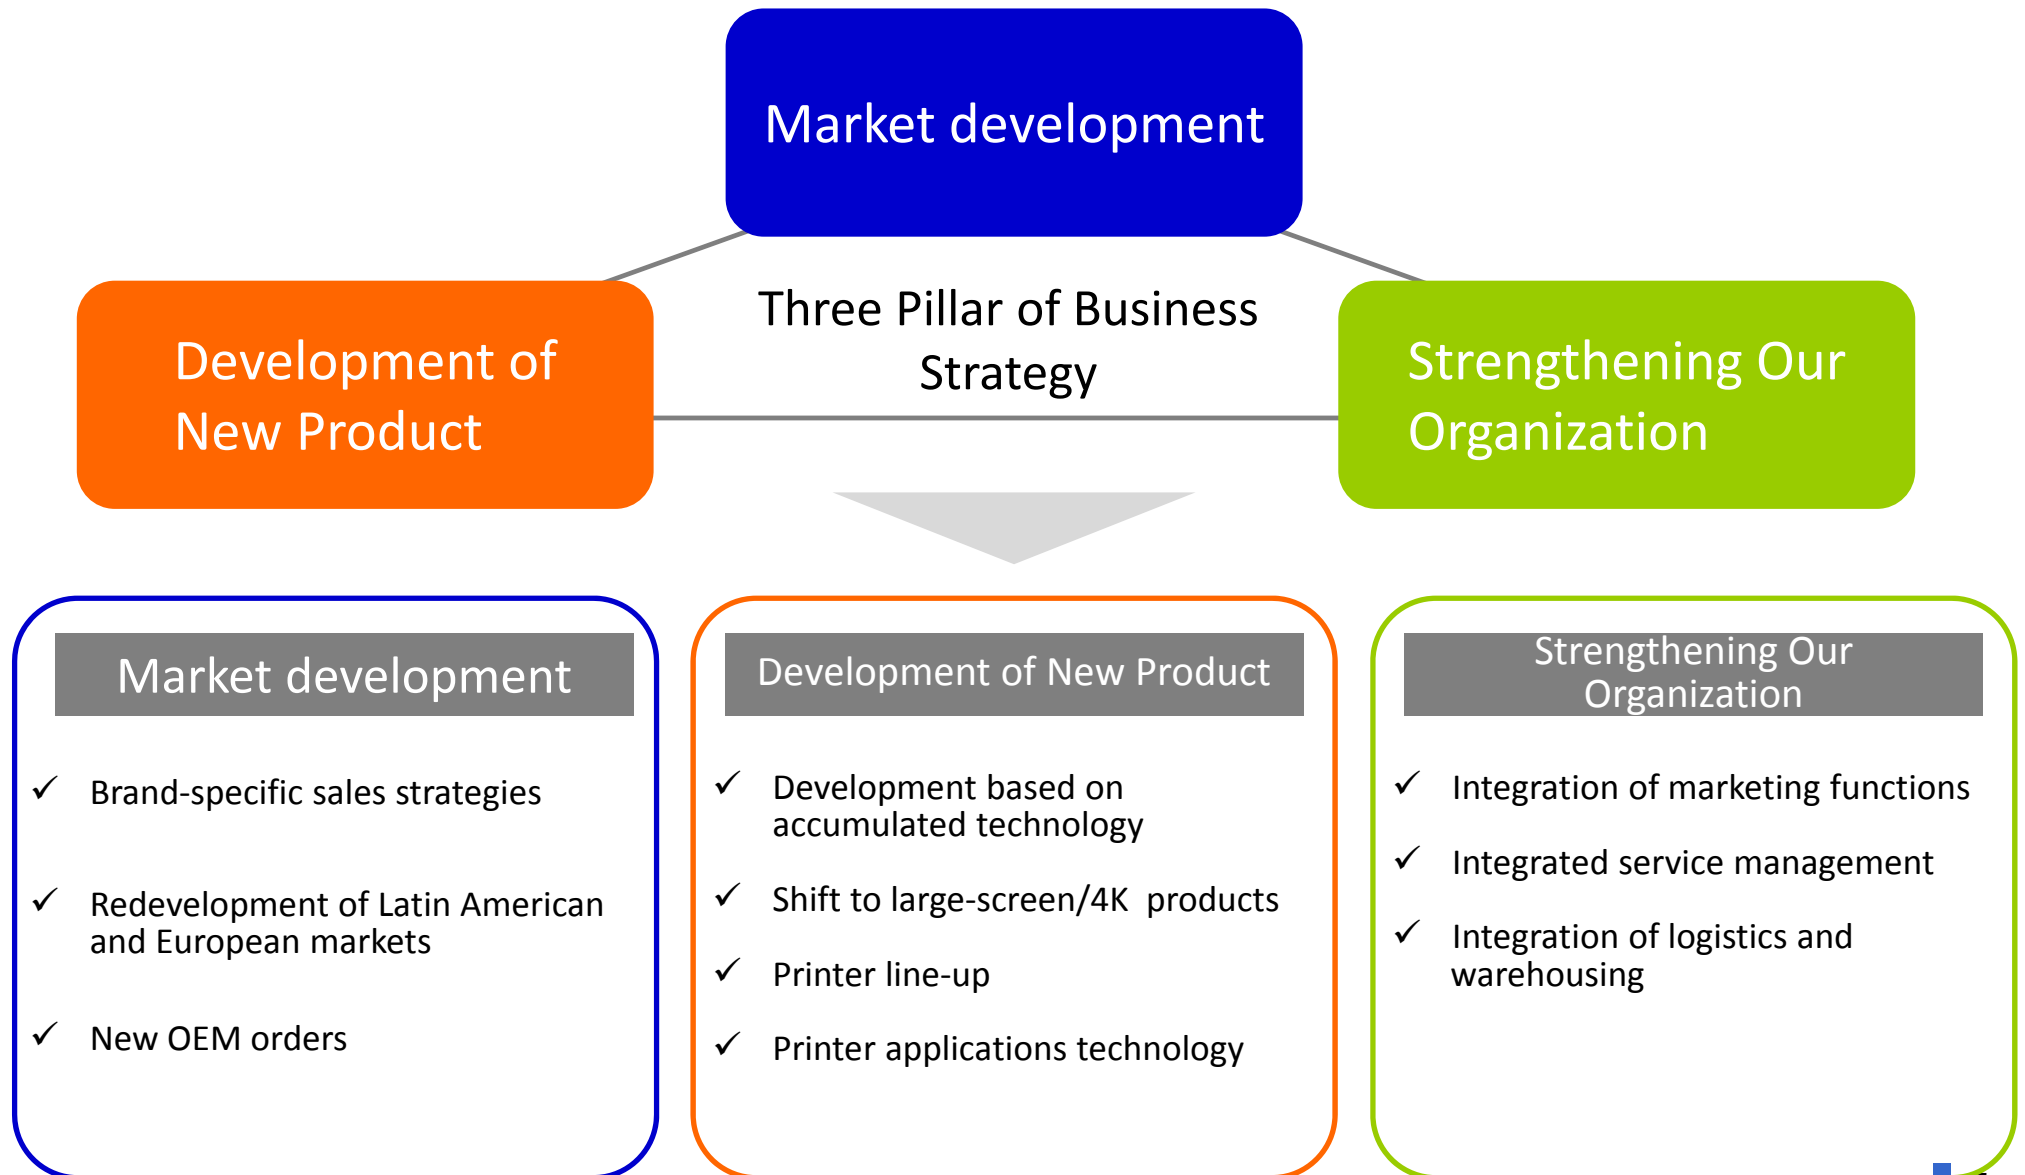 Market development
Three Pillar of Business
Strategy
Development of
New Product
Strengthening Our
Organization
Market development
✓ Brand-specific sales strategies
✓ Redevelopment of Latin American
and European markets
✓ New OEM orders
Development of New Product
✓ Development based on
accumulated technology
✓ Shift to large-screen/4K  products
✓ Printer line-up
✓ Printer applications technology
Strengthening Our
Organization
✓ Integration of marketing functions
✓ Integrated service management
✓ Integration of logistics and
warehousing